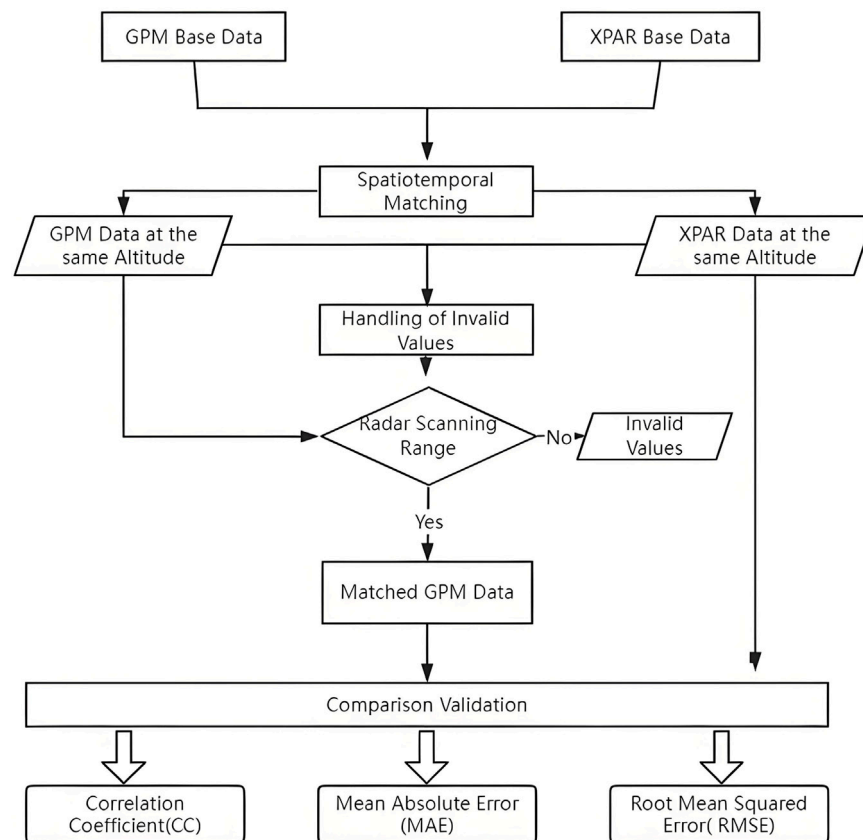 GPM Base Data
XPAR Base Data
Spatiotemporal
Matching
GPM Data at the
same Altitude
XPAR Data at the
same Altitude
Handling of Invalid
Values
Radar Scanning
Range
No
Invalid
Values
Yes
Matched GPM Data
Comparison Validation
Correlation
Coefficient(CC)
Mean Absolute Error
(MAE)
Root Mean Squared
Error( RMSE)